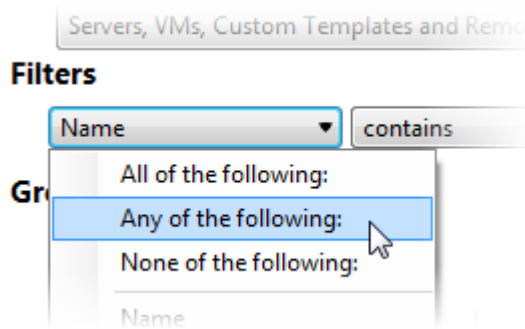 Servers, VMs, Custom Templates and Remo
Filters
Name contains
All of the following:
Gr
Any of the following:
None of the following:
Name